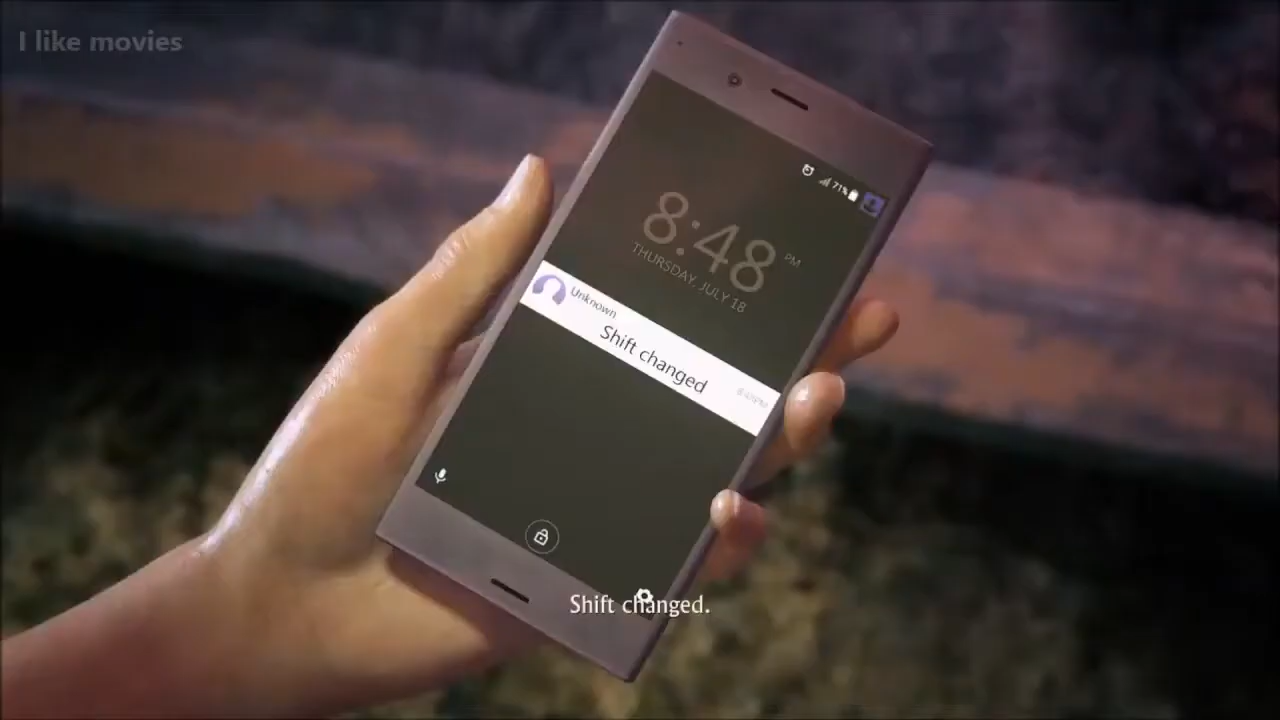 I like movies
71%
8:48 PM
THURSDAY, JULY 18
Unknown
Shift changed
Shift changed.